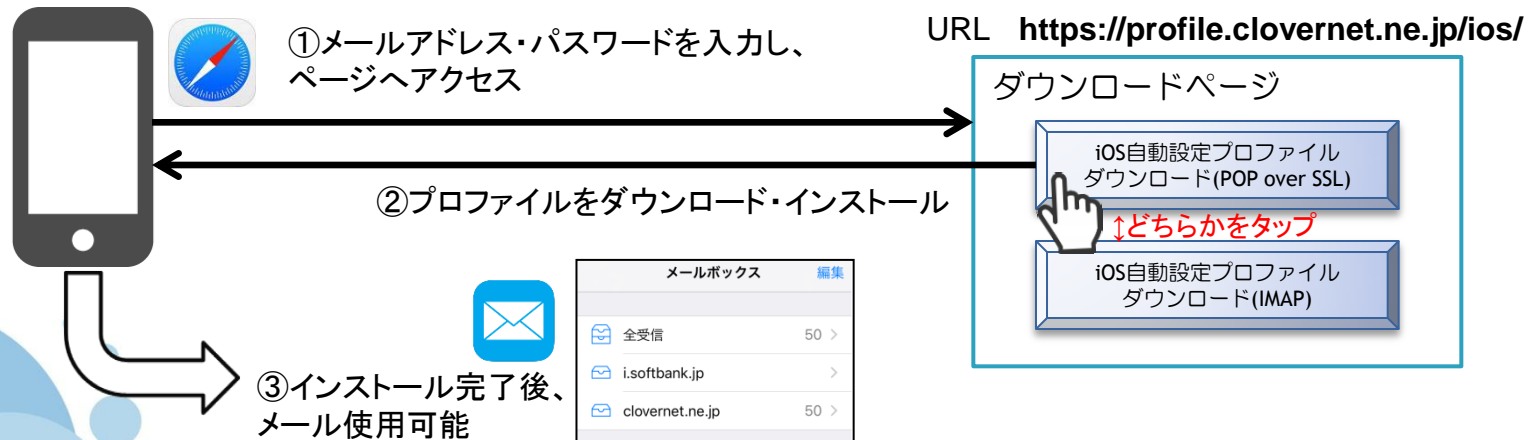 ①メールアドレス・パスワードを入力し、
ページへアクセス
URL https://profile.clovernet.ne.jp/ios/
ダウンロードページ
iOS自動設定プロファイル
ダウンロード(POP over SSL)
②プロファイルをダウンロード・インストール
↕どちらかをタップ
iOS自動設定プロファイル
ダウンロード(IMAP)
③インストール完了後、
メール使用可能
メールボックス 編集
全受信 50 >
i.softbank.jp >
clovernet.ne.jp 50 >